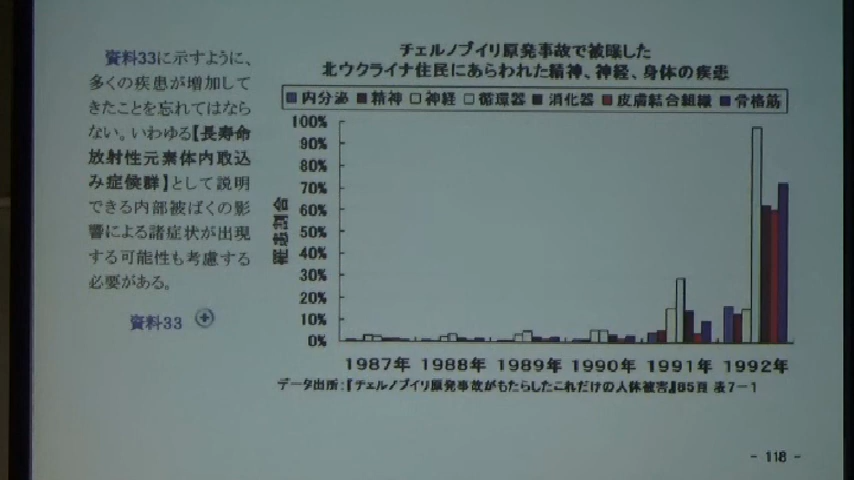 資料33に示すように、
多くの疾患が増加して
きたことを忘れてはなら
ない。いわゆる【長寿命
放射性元素体内取込
み症候群】として説明
できる内部被ばくの影
響による諸症状が出現
する可能性も考慮する
必要がある。
資料33
チェルノブイリ原発事故で被曝した
北ウクライナ住民にあらわれた精神、神経、身体の疾患
内分泌 精神 神経 循環器 消化器 皮膚結合組織 骨格筋
罹患割合
100%
90%
80%
70%
60%
50%
40%
30%
20%
10%
0%
1987年 1988年 1989年 1990年 1991年 1992年
データ出所:『チェルノブイリ原発事故がもたらしたこれだけの人体被害』65頁 表7-1
- 118 -